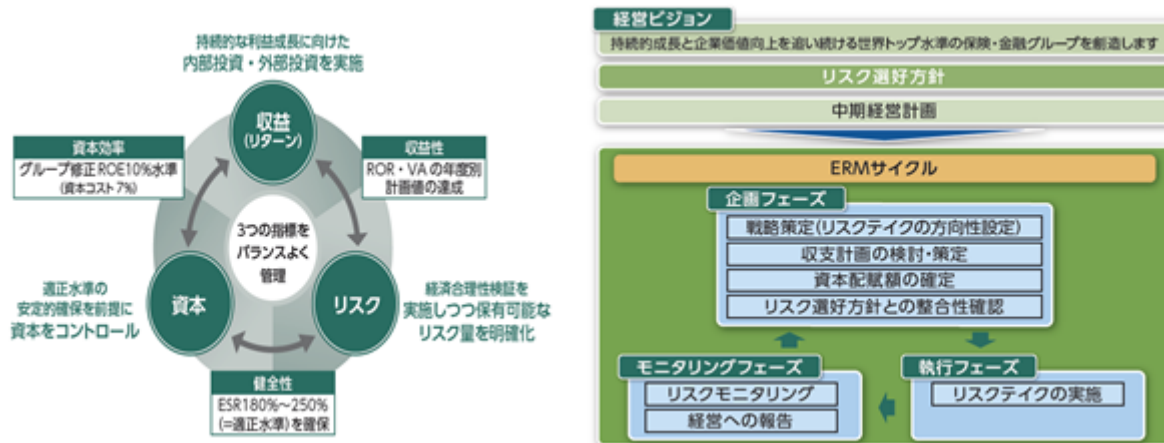 持続的な利益成長に向けた
内部投資・外部投資を実施
収益
(リターン)
資本効率
グループ修正ROE10%水準
(資本コスト7%)
収益性
ROR・VAの年度別
計画値の達成
3つの指標を
バランスよく
管理
適正水準の
安定的確保を前提に
資本をコントロール
資本
リスク
経済合理性検証を
実施しつつ保有可能な
リスク量を明確化
健全性
ESR180%~250%
(=適正水準)を確保
経営ビジョン
持続的成長と企業価値向上を追い続ける世界トップ水準の保険・金融グループを創造します
リスク選好方針
中期経営計画
ERMサイクル
企画フェーズ
戦略策定(リスクテイクの方向性設定)
収支計画の検討・策定
資本配賦額の確定
リスク選好方針との整合性確認
モニタリングフェーズ
リスクモニタリング
経営への報告
執行フェーズ
リスクテイクの実施